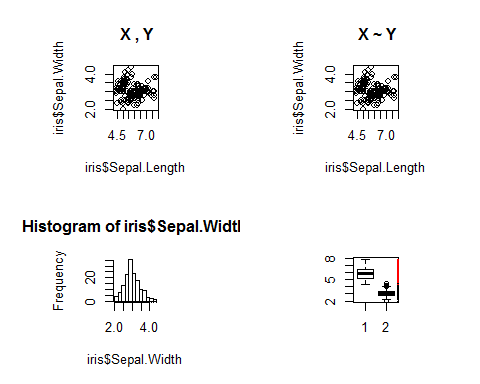 X , Y
iris$Sepal.Width
4.0
2.0
4.5 7.0
iris$Sepal.Length
X ~ Y
iris$Sepal.Width
4.0
2.0
4.5 7.0
iris$Sepal.Length
Histogram of iris$Sepal.Widtl
Frequency
20
0
2.0 4.0
iris$Sepal.Width
8
5
2
1 2